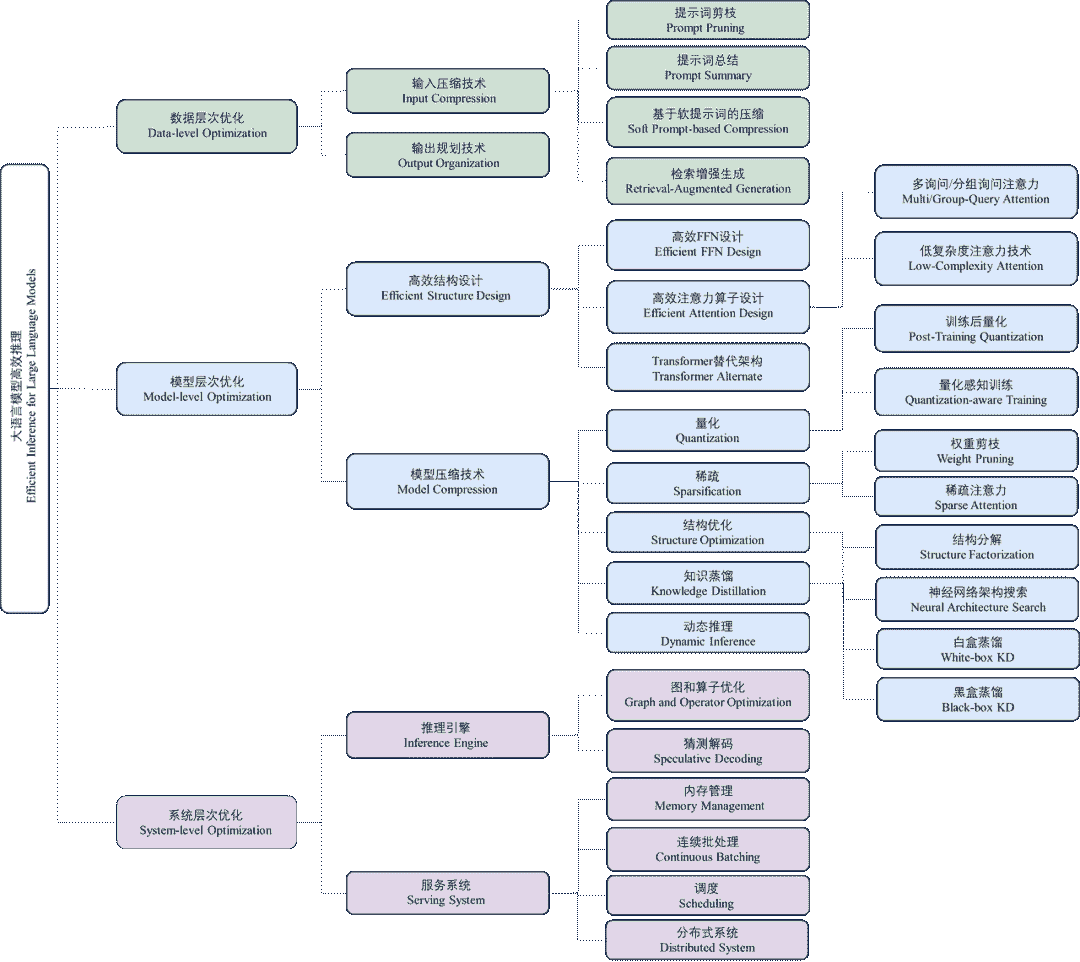 大语言模型高效推理
Efficient Inference for Large Language Models
数据层次优化
Data-level Optimization
输入压缩技术
Input Compression
提示词剪枝
Prompt Pruning
提示词总结
Prompt Summary
基于软提示词的压缩
Soft Prompt-based Compression
检索增强生成
Retrieval-Augmented Generation
输出规划技术
Output Organization
模型层次优化
Model-level Optimization
高效结构设计
Efficient Structure Design
高效FFN设计
Efficient FFN Design
高效注意力算子设计
Efficient Attention Design
多询问/分组询问注意力
Multi/Group-Query Attention
低复杂度注意力技术
Low-Complexity Attention
Transformer替代架构
Transformer Alternate
模型压缩技术
Model Compression
量化
Quantization
训练后量化
Post-Training Quantization
量化感知训练
Quantization-aware Training
稀疏
Sparsification
权重剪枝
Weight Pruning
稀疏注意力
Sparse Attention
结构优化
Structure Optimization
结构分解
Structure Factorization
神经网络架构搜索
Neural Architecture Search
知识蒸馏
Knowledge Distillation
白盒蒸馏
White-box KD
黑盒蒸馏
Black-box KD
动态推理
Dynamic Inference
系统层次优化
System-level Optimization
推理引擎
Inference Engine
图和算子优化
Graph and Operator Optimization
猜测解码
Speculative Decoding
服务系统
Serving System
内存管理
Memory Management
连续批处理
Continuous Batching
调度
Scheduling
分布式系统
Distributed System